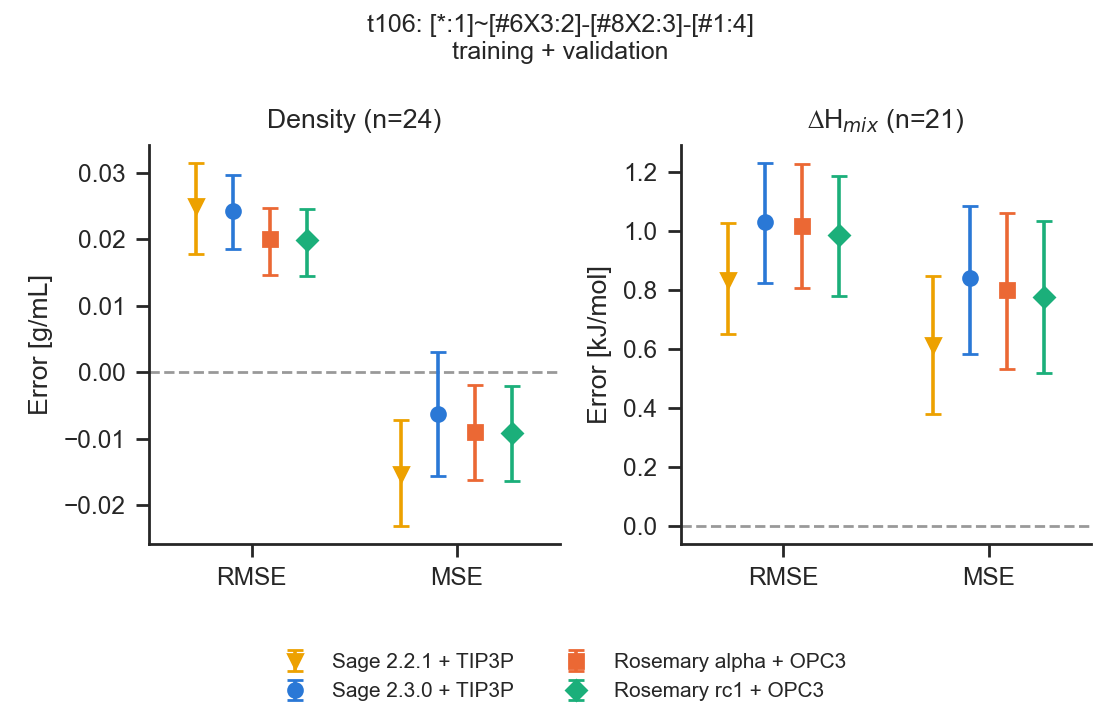 t106: [*:1]~[#6X3:2]-[#8X2:3]-[#1:4]
training + validation
Density (n=24)
ΔHmix (n=21)
Error [g/mL]
0.03
0.02
0.01
0.00
−0.01
−0.02
RMSE
MSE
Error [kJ/mol]
1.2
1.0
0.8
0.6
0.4
0.2
0.0
RMSE
MSE
Sage 2.2.1 + TIP3P
Sage 2.3.0 + TIP3P
Rosemary alpha + OPC3
Rosemary rc1 + OPC3